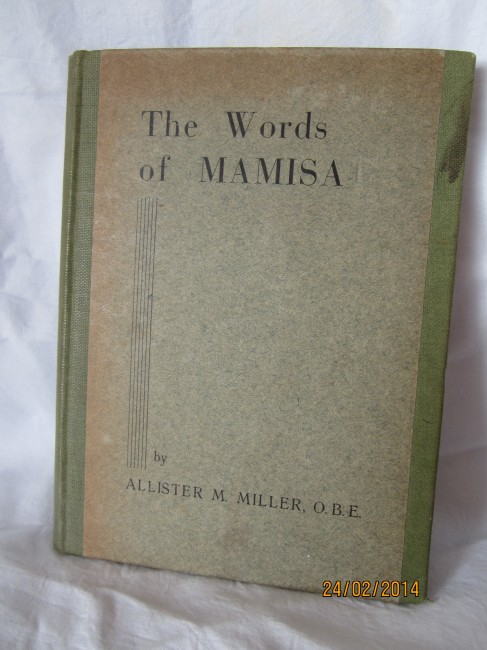 The Words
of MAMISA
by
ALLISTER M. MILLER, O.B.E.
24/02/2014